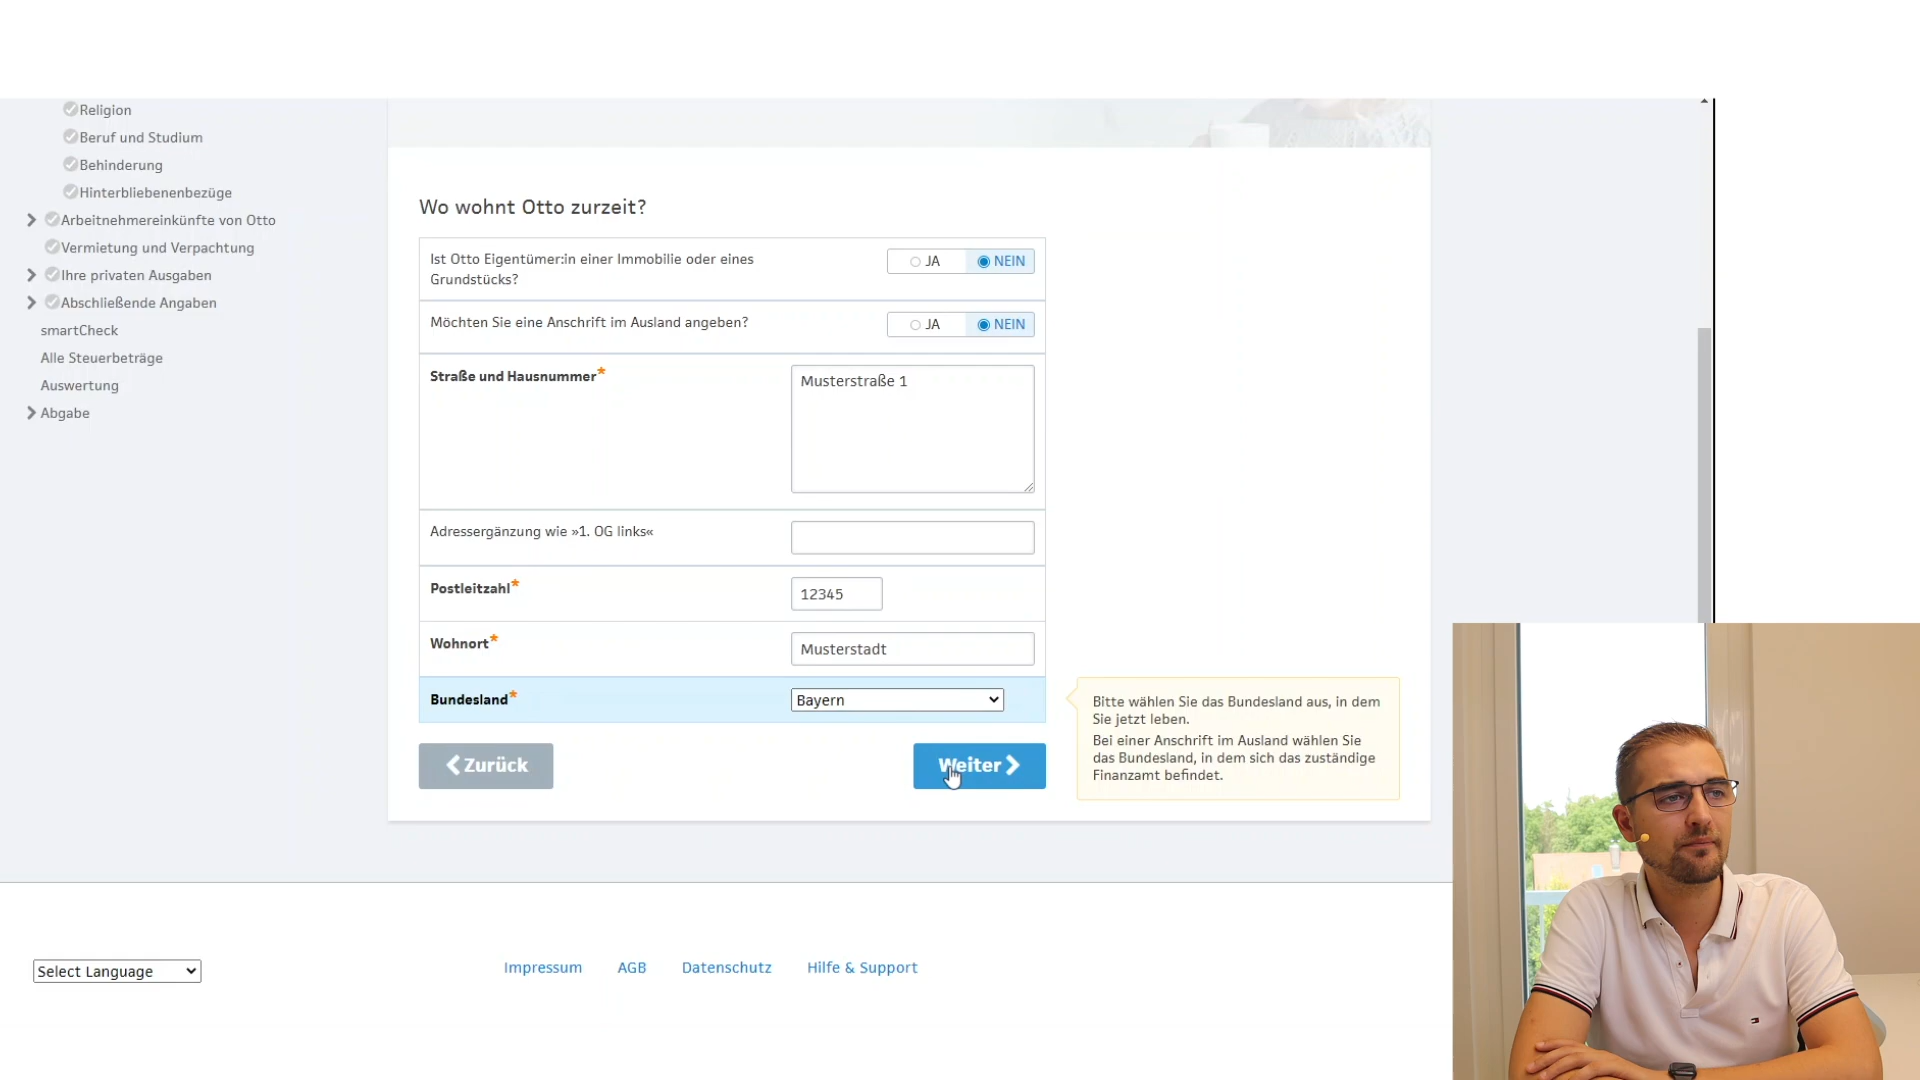 Religion
Beruf und Studium
Behinderung
Hinterbliebenenbezüge
Arbeitnehmereinkünfte von Otto
Vermietung und Verpachtung
Ihre privaten Ausgaben
Abschließende Angaben
smartCheck
Alle Steuerbeträge
Auswertung
Abgabe
Wo wohnt Otto zurzeit?
Ist Otto Eigentümer:in einer Immobilie oder eines
Grundstücks?
JA NEIN
Möchten Sie eine Anschrift im Ausland angeben?
JA NEIN
Straße und Hausnummer*
Musterstraße 1
Adressergänzung wie »1. OG links«
Postleitzahl*
12345
Wohnort*
Musterstadt
Bundesland*
Bayern
Bitte wählen Sie das Bundesland aus, in dem
Sie jetzt leben.
Bei einer Anschrift im Ausland wählen Sie
das Bundesland, in dem sich das zuständige
Finanzamt befindet.
Zurück
Weiter
Select Language
Impressum AGB Datenschutz Hilfe & Support